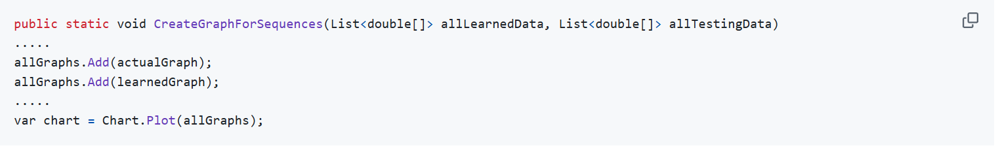 public static void CreateGraphForSequences(List<double[]> allLearnedData, List<double[]> allTestingData)
.....
allGraphs.Add(actualGraph);
allGraphs.Add(learnedGraph);
.....
var chart = Chart.Plot(allGraphs);